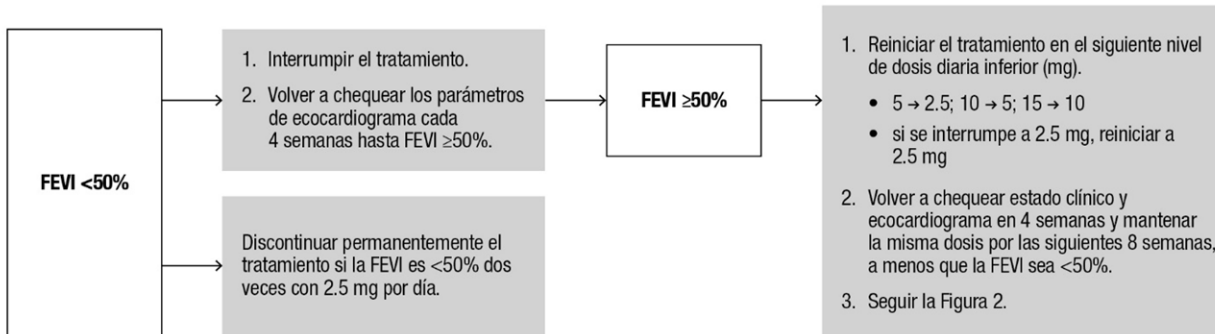 FEVI <50%
1. Interrumpir el tratamiento.
2. Volver a chequear los parámetros
de ecocardiograma cada
4 semanas hasta FEVI ≥50%.
Discontinuar permanentemente el
tratamiento si la FEVI es <50% dos
veces con 2.5 mg por día.
FEVI ≥50%
1. Reiniciar el tratamiento en el siguiente nivel
de dosis diaria inferior (mg).
• 5 → 2.5; 10 → 5; 15 → 10
• si se interrumpe a 2.5 mg, reiniciar a
2.5 mg
2. Volver a chequear estado clínico y
ecocardiograma en 4 semanas y mantenar
la misma dosis por las siguientes 8 semanas,
a menos que la FEVI sea <50%.
3. Seguir la Figura 2.